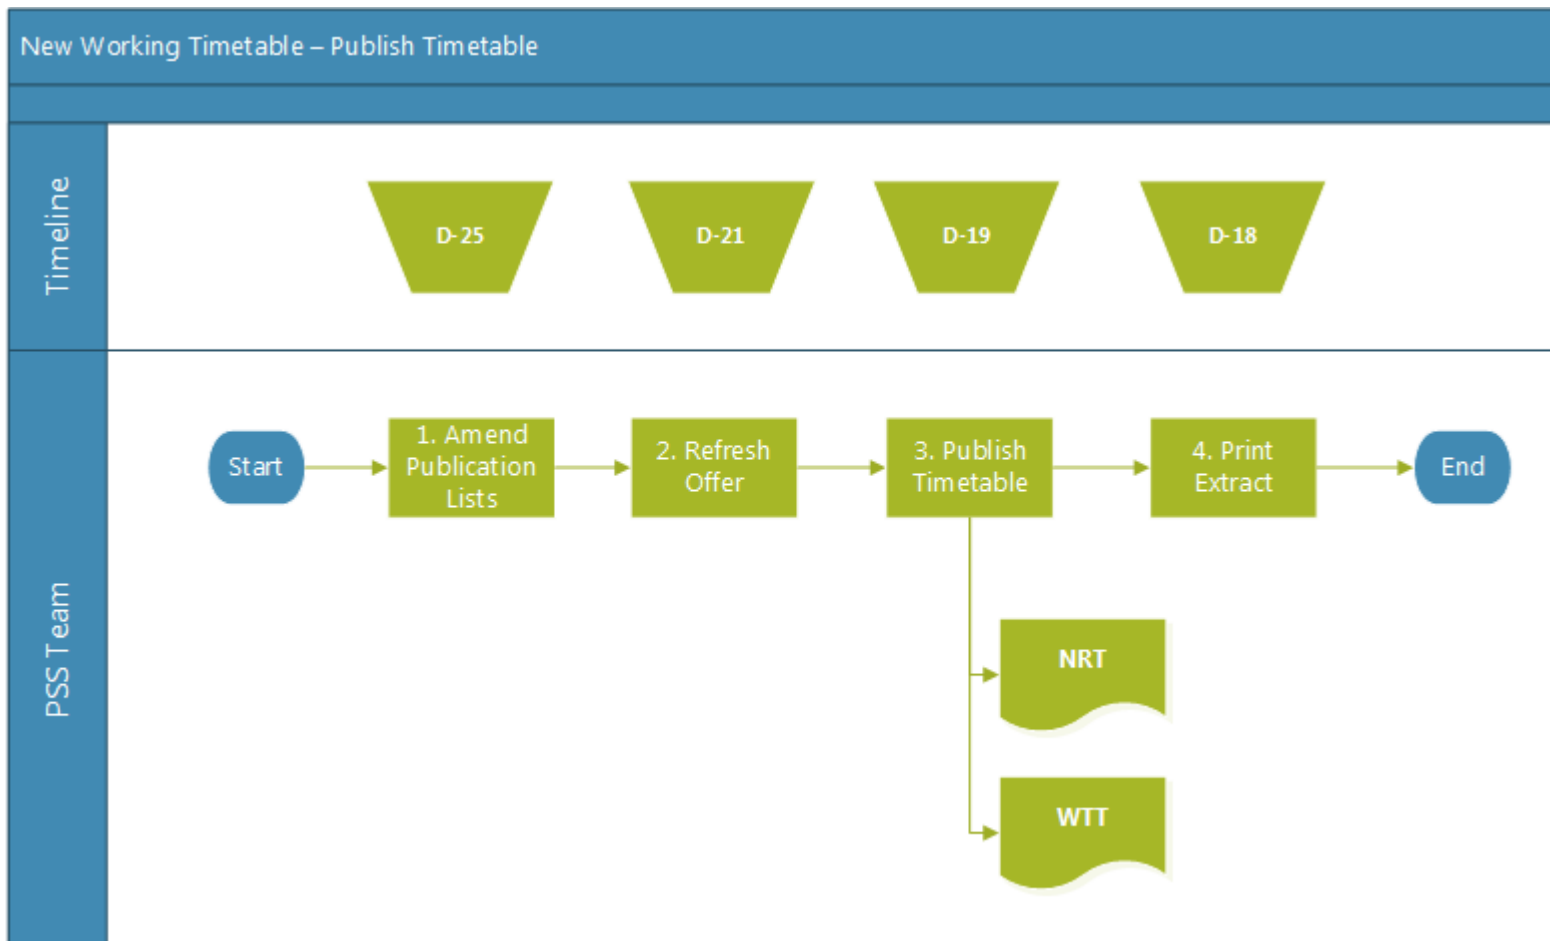 New Working Timetable – Publish Timetable
Timeline
D-25
D-21
D-19
D-18
PSS Team
Start
1. Amend
Publication
Lists
2. Refresh
Offer
3. Publish
Timetable
4. Print
Extract
End
NRT
WTT